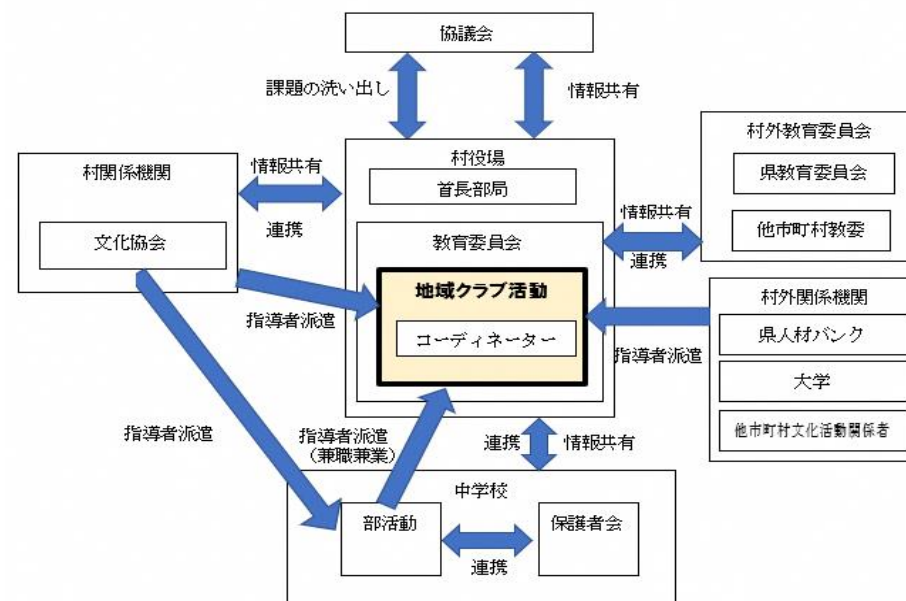 協議会
課題の洗い出し
情報共有
村役場
首長部局
教育委員会
地域クラブ活動
コーディネーター
村関係機関
文化協会
情報共有
連携
指導者派遣
指導者派遣
指導者派遣
（兼職兼業）
村外教育委員会
県教育委員会
他市町村教委
情報共有
連携
村外関係機関
県人材バンク
大学
他市町村文化活動関係者
指導者派遣
連携
情報共有
中学校
部活動
連携
保護者会